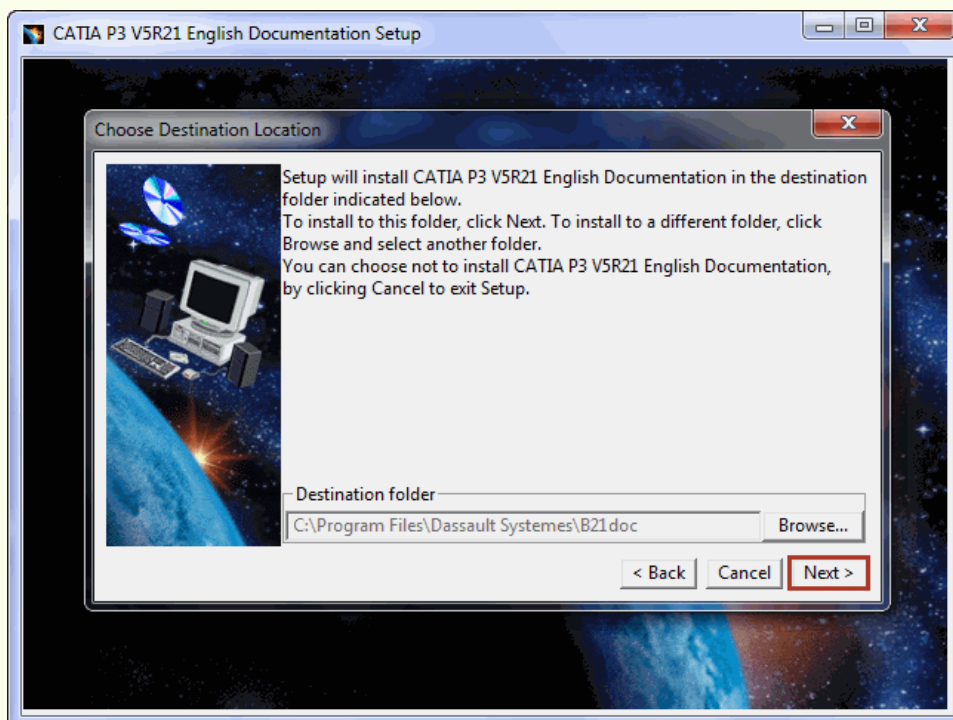 CATIA P3 V5R21 English Documentation Setup
Choose Destination Location
Setup will install CATIA P3 V5R21 English Documentation in the destination
folder indicated below.
To install to this folder, click Next. To install to a different folder, click
Browse and select another folder.
You can choose not to install CATIA P3 V5R21 English Documentation,
by clicking Cancel to exit Setup.
Destination folder
C:\Program Files\Dassault Systemes\B21doc
Browse...
< Back Cancel Next >